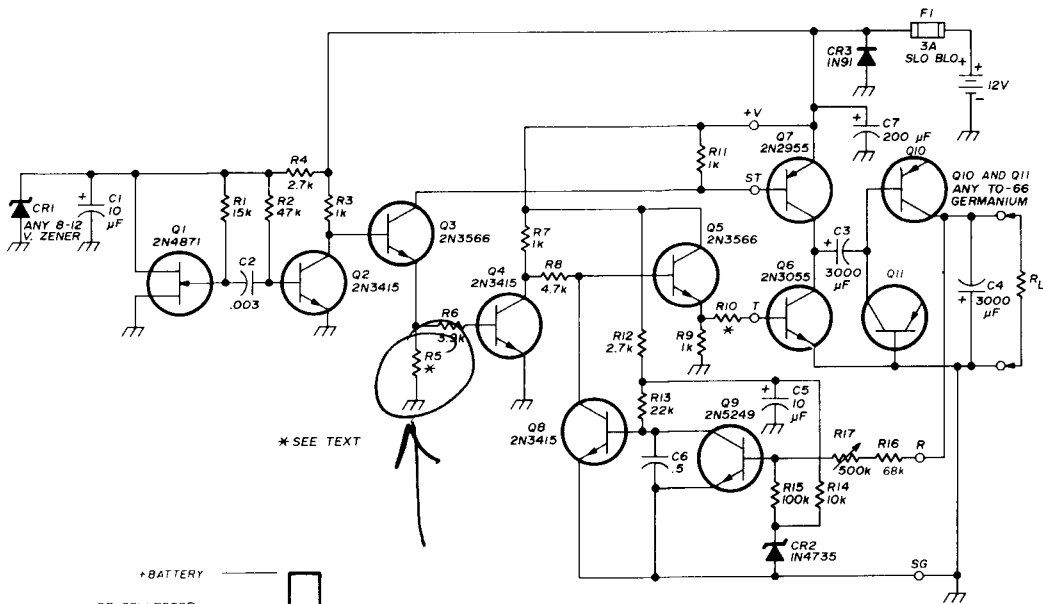 F1
3A
SLO BLO
CR3
1N91
+
+
12V
-
+V
Q7
2N2955
+
C7
200 µF
Q10
Q10 AND Q11
ANY TO-66
GERMANIUM
R11
1k
ST
R4
2.7k
R3
1k
CR1
ANY 8-12
V. ZENER
+
C1
10
µF
R1
15k
R2
47k
Q1
2N4871
C2
.003
Q2
2N3415
Q3
2N3566
R7
1k
Q5
2N3566
+
C3
3000
µF
Q11
C4
3000
µF
+
RL
Q4
2N3415
R8
4.7k
Q6
2N3055
R6
3.9k
R10
*
T
R12
2.7k
R9
1k
R5
*
* SEE TEXT
R13
22k
+
C5
10
µF
Q8
2N3415
Q9
2N5249
C6
.5
R17
500k
R16
68k
R
R15
100k
R14
10k
CR2
1N4735
SG
+BATTERY